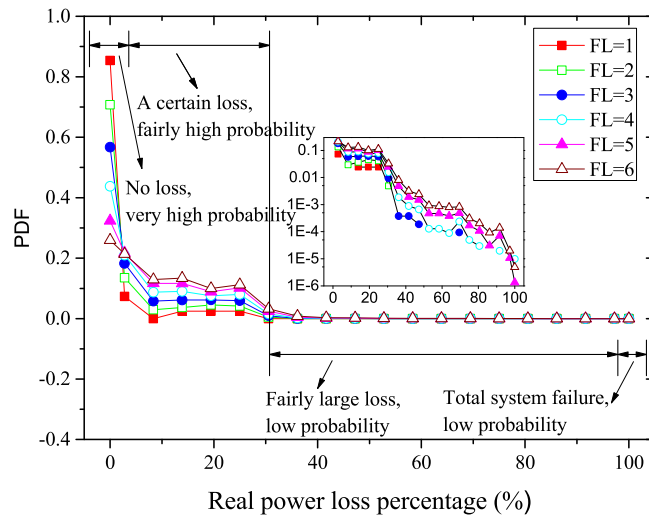 1.0
0.8
0.6
0.4
0.2
0.0
-0.2
-0.4
PDF
A certain loss,
fairly high probability
No loss,
very high probability
FL=1
FL=2
FL=3
FL=4
FL=5
FL=6
0.1
0.01
1E-3
1E-4
1E-5
1E-6
0 20 40 60 80 100
Fairly large loss,
low probability
Total system failure,
low probability
0 20 40 60 80 100
Real power loss percentage (%)